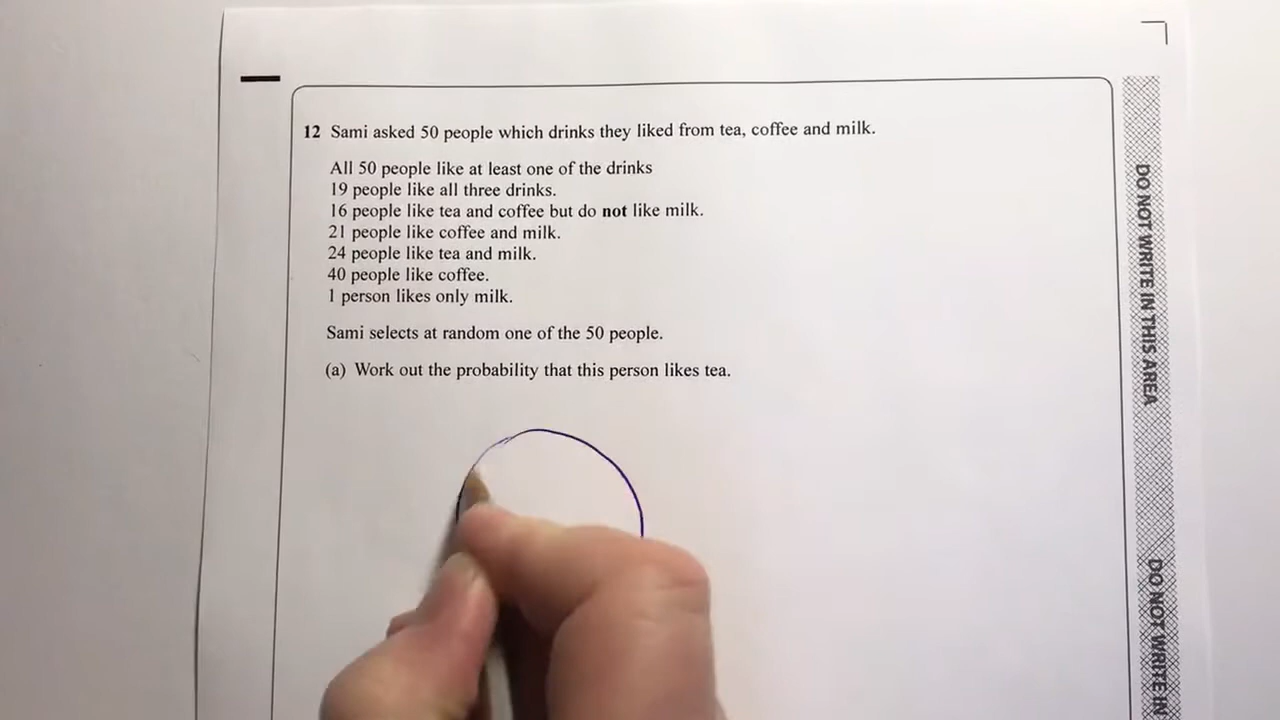 12 Sami asked 50 people which drinks they liked from tea, coffee and milk.
All 50 people like at least one of the drinks
19 people like all three drinks.
16 people like tea and coffee but do not like milk.
21 people like coffee and milk.
24 people like tea and milk.
40 people like coffee.
1 person likes only milk.
Sami selects at random one of the 50 people.
(a) Work out the probability that this person likes tea.
DO NOT WRITE IN THIS AREA
DO NOT WRITE IN